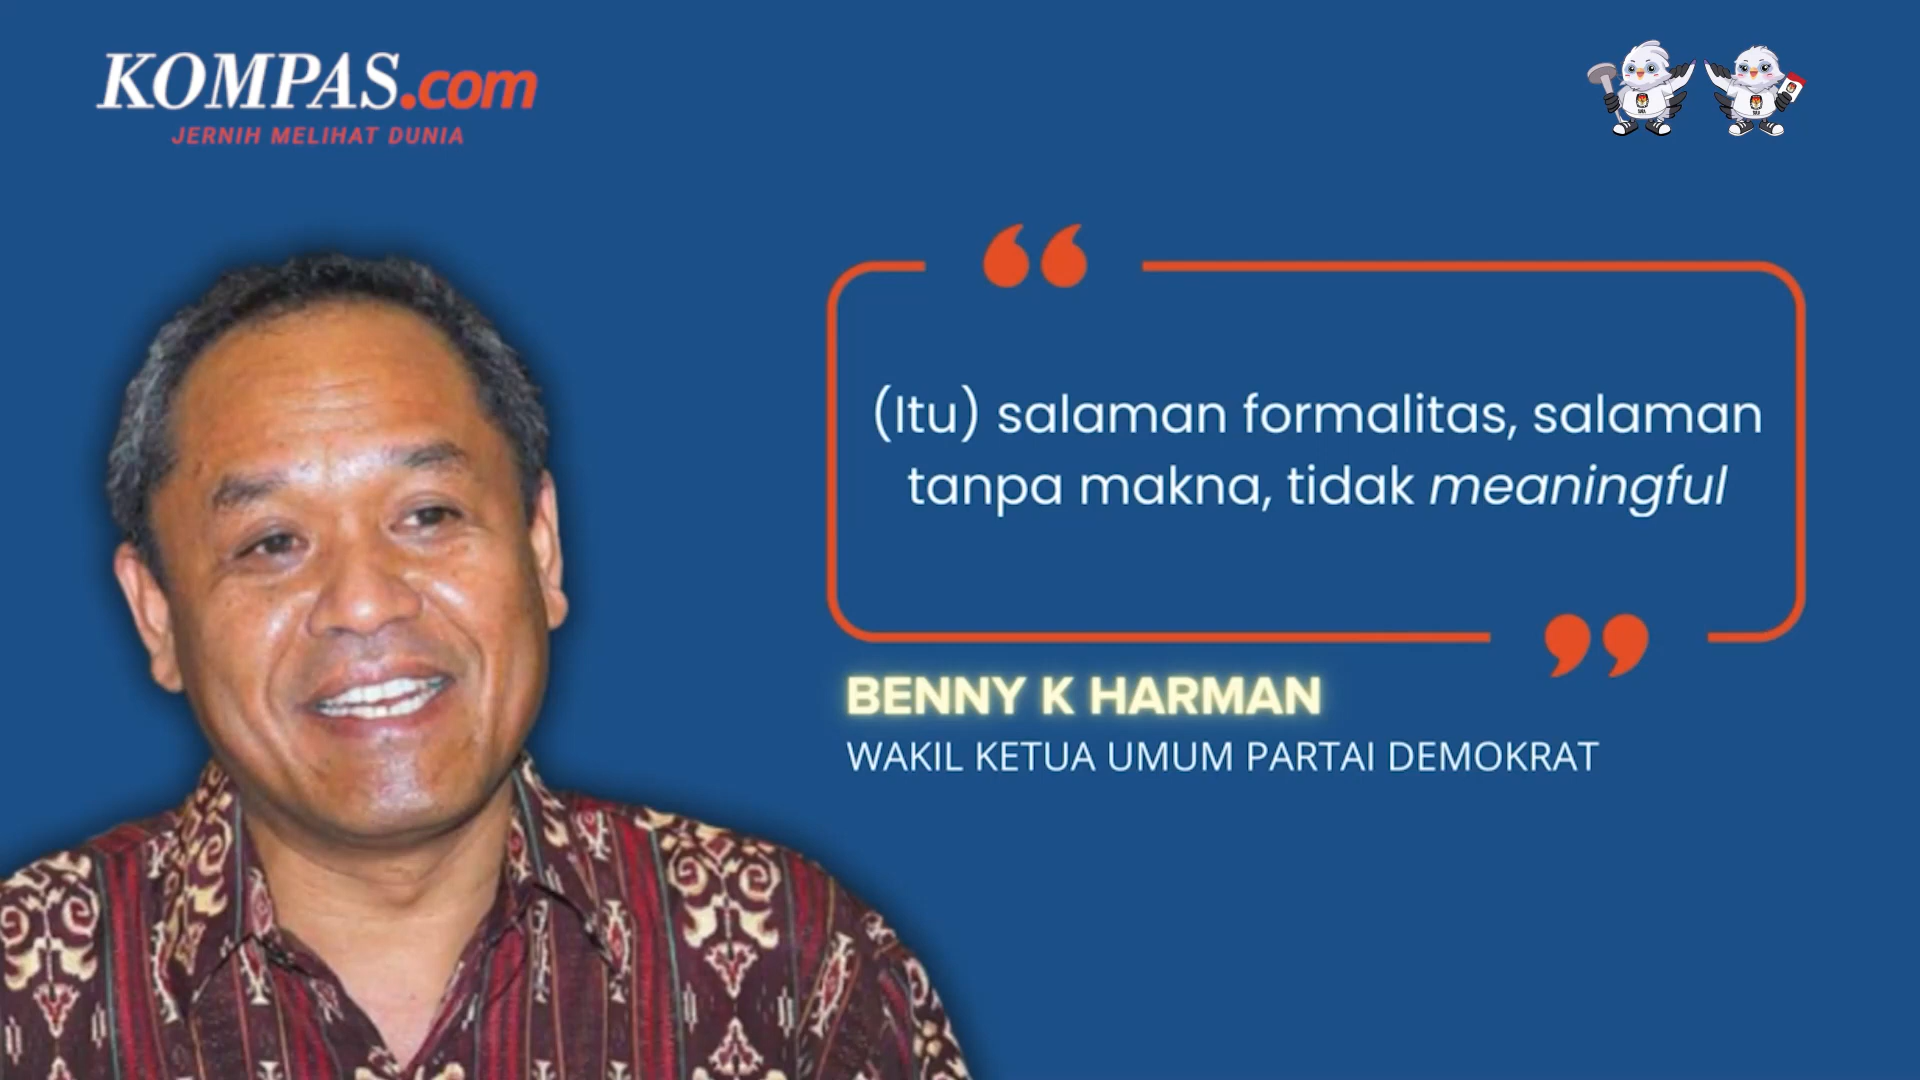 KOMPAS.com
JERNIH MELIHAT DUNIA
(Itu) salaman formalitas, salaman
tanpa makna, tidak meaningful
BENNY K HARMAN
WAKIL KETUA UMUM PARTAI DEMOKRAT